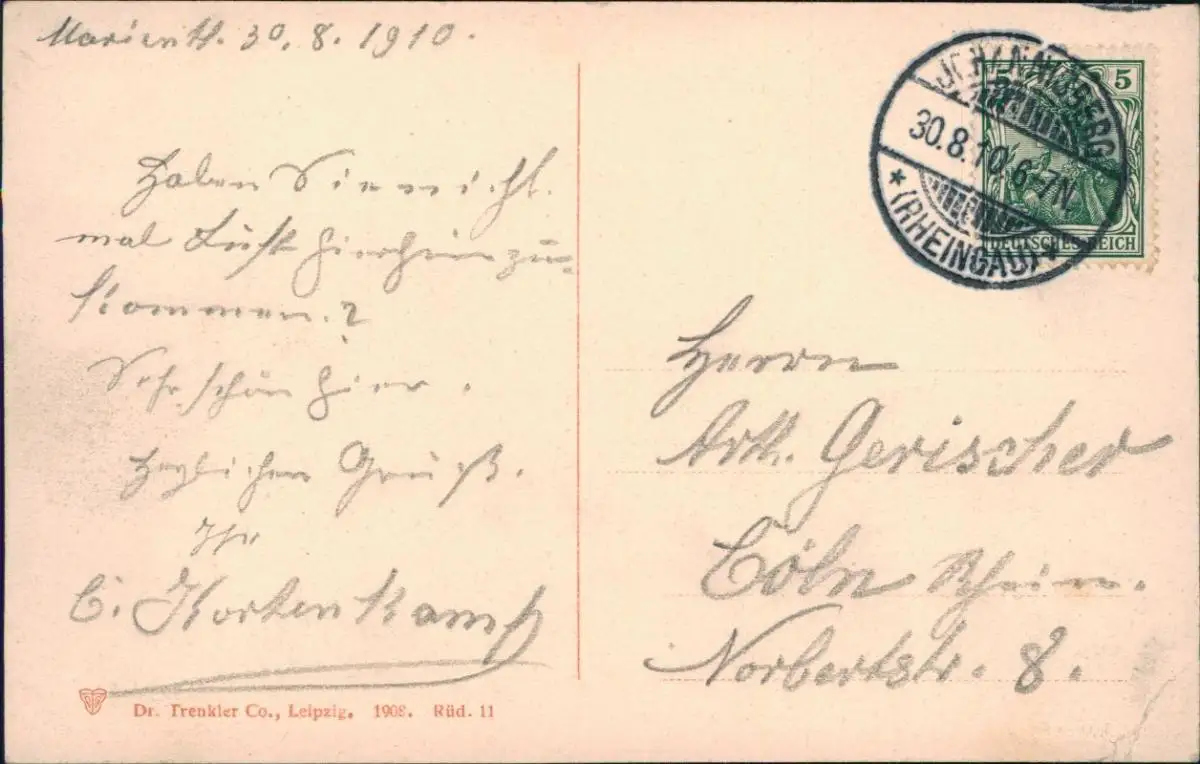 Marienth. 30. 8. 1910.
Haben Sie nicht
mal Lust hierhin zu
kommen.?
Sehr schön hier.
Herzlichen Gruß.
Ihr
C. Kortenkamp
Dr. Trenkler Co., Leipzig. 1908. Rüd. 11
JOHANNISBERG
30.8.10.6-7N.
* (RHEINGAU) *
5 5
DEUTSCHES REICH
Herrn
Arth. Gerischer
Cöln Rhein.
Norbertstr. 8.